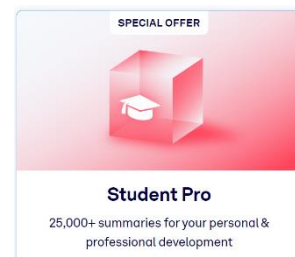 SPECIAL OFFER
Student Pro
25,000+ summaries for your personal &
professional development